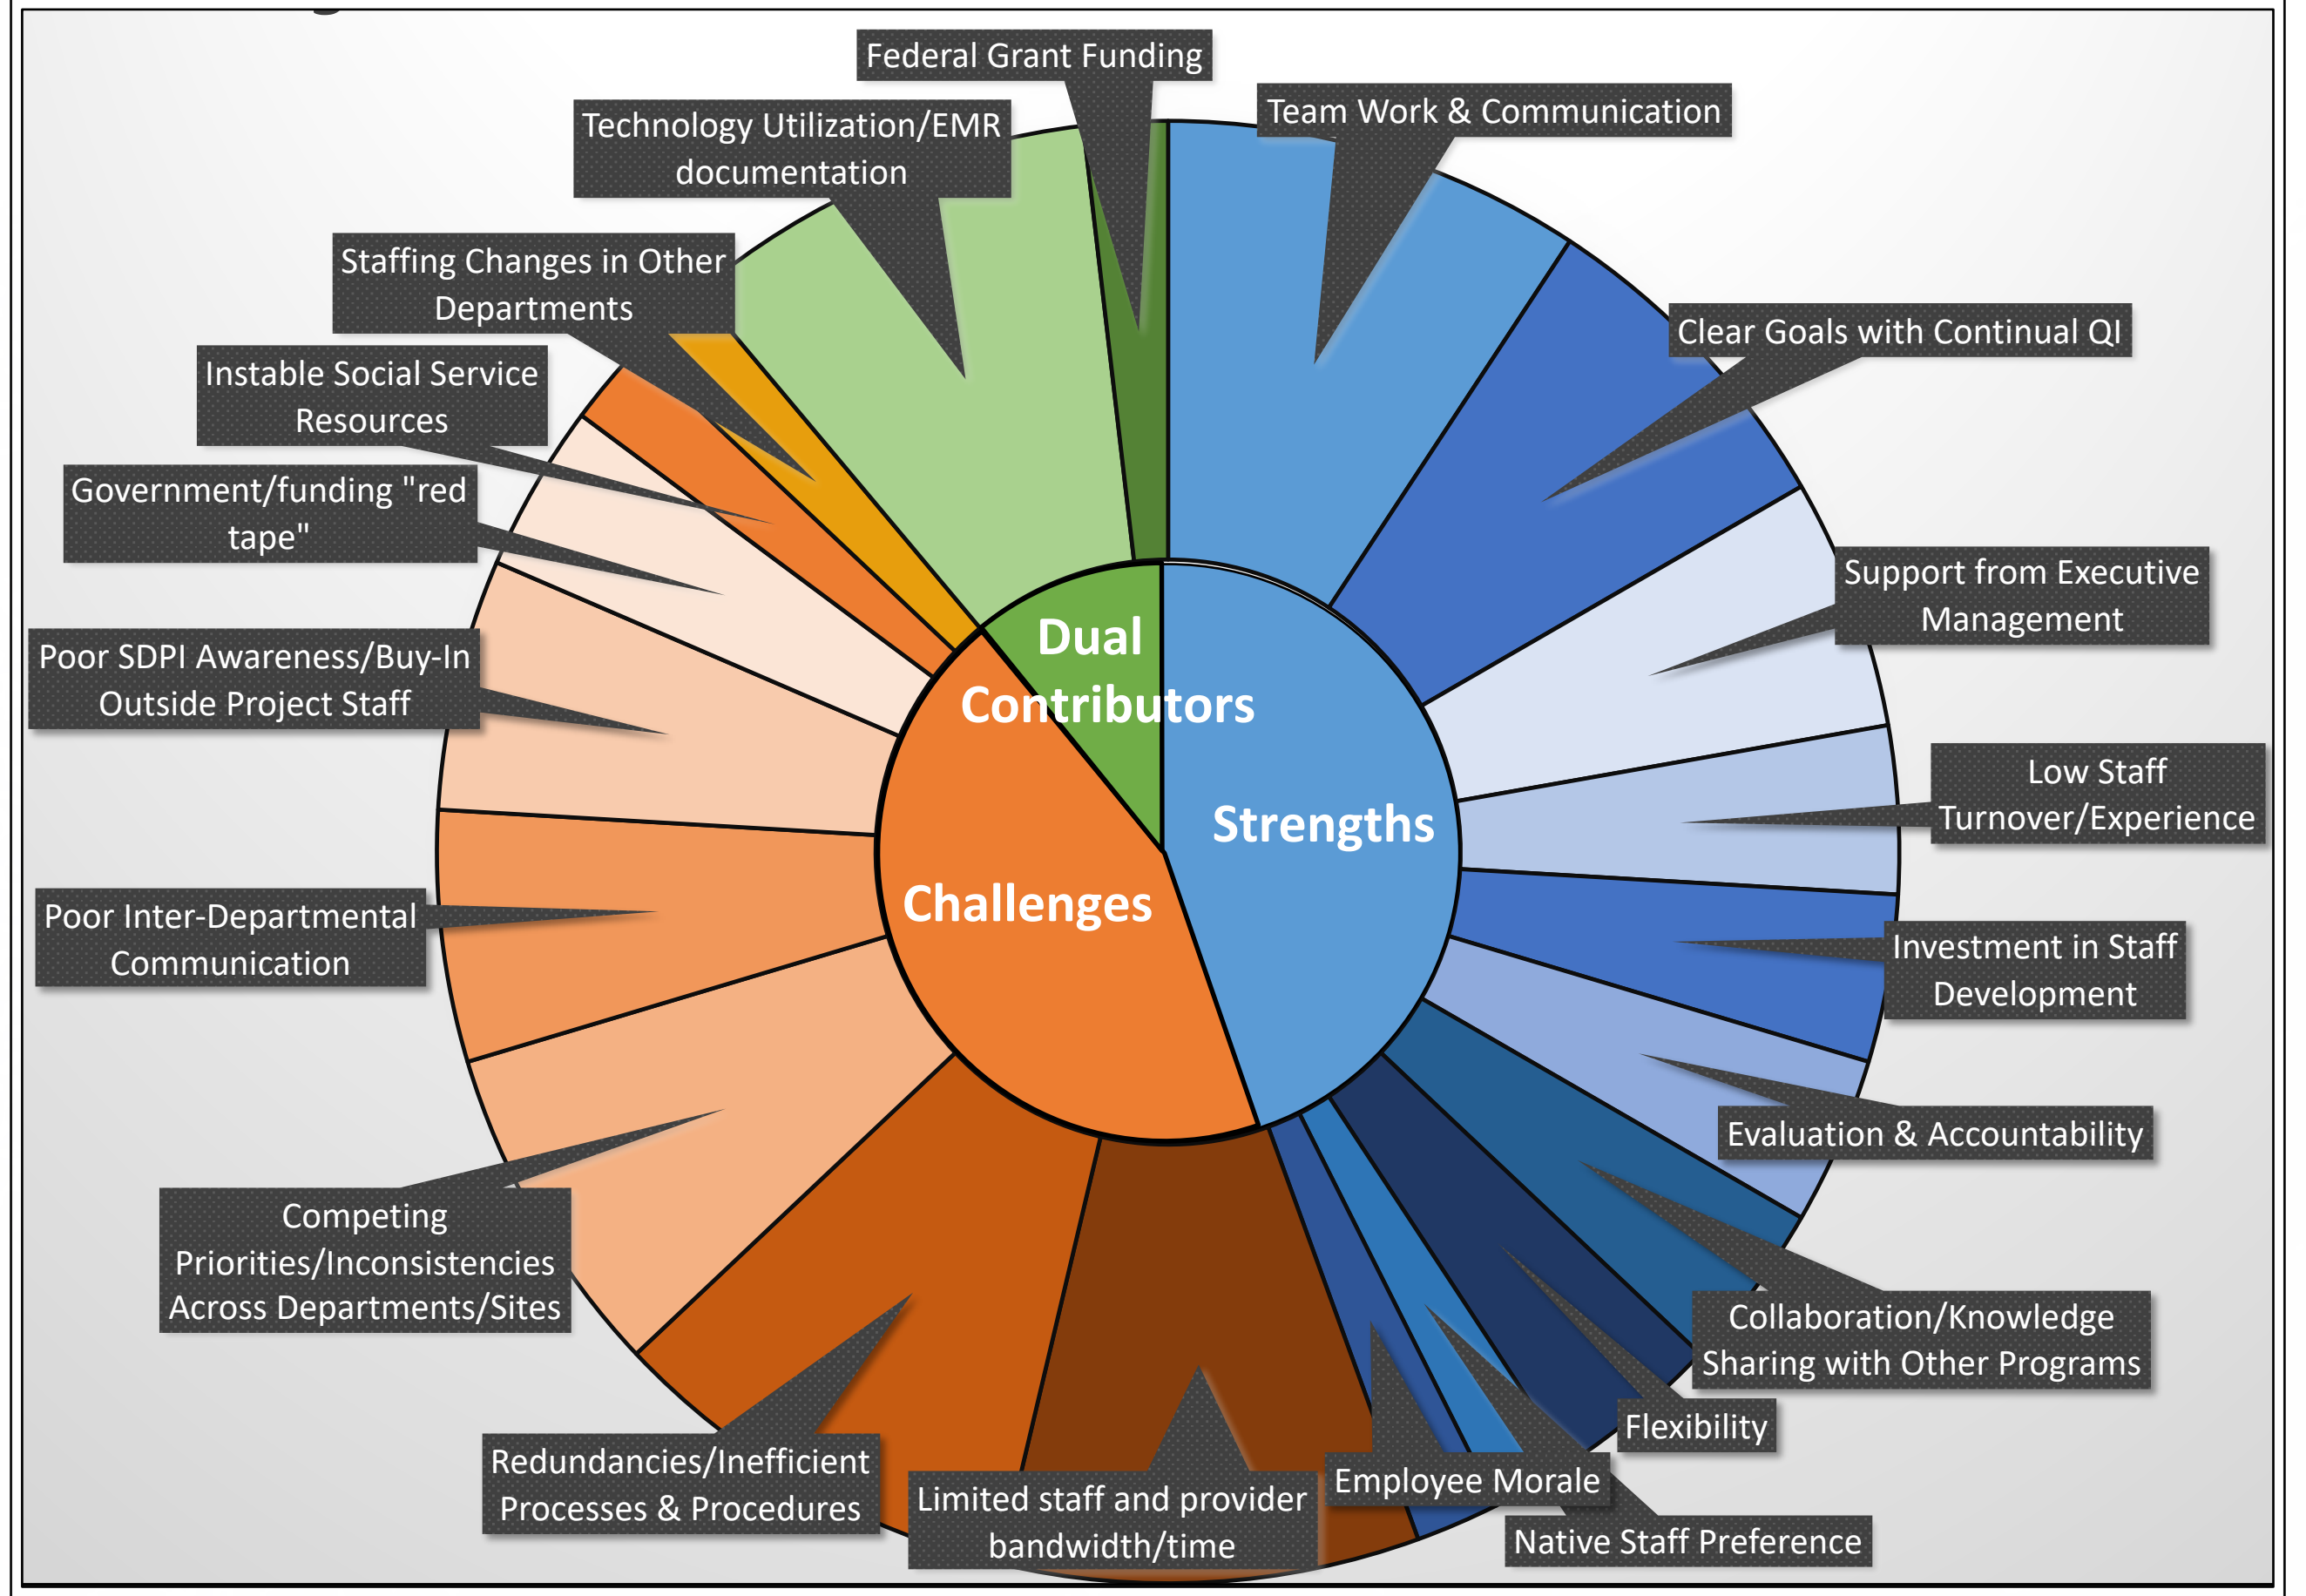 Federal Grant Funding
Team Work & Communication
Technology Utilization/EMR
documentation
Staffing Changes in Other
Departments
Clear Goals with Continual QI
Instable Social Service
Resources
Government/funding "red
tape"
Support from Executive
Management
Dual
Contributors
Poor SDPI Awareness/Buy-In
Outside Project Staff
Low Staff
Turnover/Experience
Strengths
Challenges
Poor Inter-Departmental
Communication
Investment in Staff
Development
Evaluation & Accountability
Competing
Priorities/Inconsistencies
Across Departments/Sites
Collaboration/Knowledge
Sharing with Other Programs
Flexibility
Redundancies/Inefficient
Processes & Procedures
Limited staff and provider
bandwidth/time
Employee Morale
Native Staff Preference